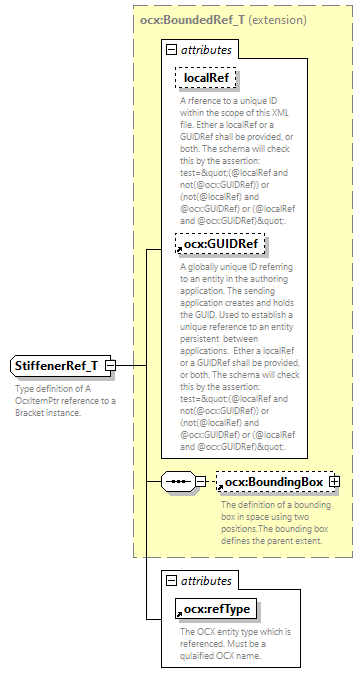 ocx:BoundedRef_T (extension)
attributes
localRef
A rference to a unique ID
within the scope of this XML
file. Ether a localRef or a
GUIDRef shall be provided, or
both. The schema will check
this by the assertion:
test=&quot;(@localRef and
not(@ocx:GUIDRef)) or
(not(@localRef) and
@ocx:GUIDRef) or (@localRef
and @ocx:GUIDRef)&quot;.
ocx:GUIDRef
A globally unique ID referring
to an entity in the authoring
application. The sending
application creates and holds
the GUID. Used to establish a
unique reference to an entity
persistent between
applications. Ether a localRef
or a GUIDRef shall be provided,
or both. The schema will check
this by the assertion:
test=&quot;(@localRef and
not(@ocx:GUIDRef)) or
(not(@localRef) and
@ocx:GUIDRef) or (@localRef
and @ocx:GUIDRef)&quot;.
StiffenerRef_T
Type definition of A
OcxItemPtr reference to a
Bracket instance.
ocx:BoundingBox
The definition of a bounding
box in space using two
positions.The bounding box
defines the parent extent.
attributes
ocx:refType
The OCX entity type which is
referenced. Must be a
qulaified OCX name.